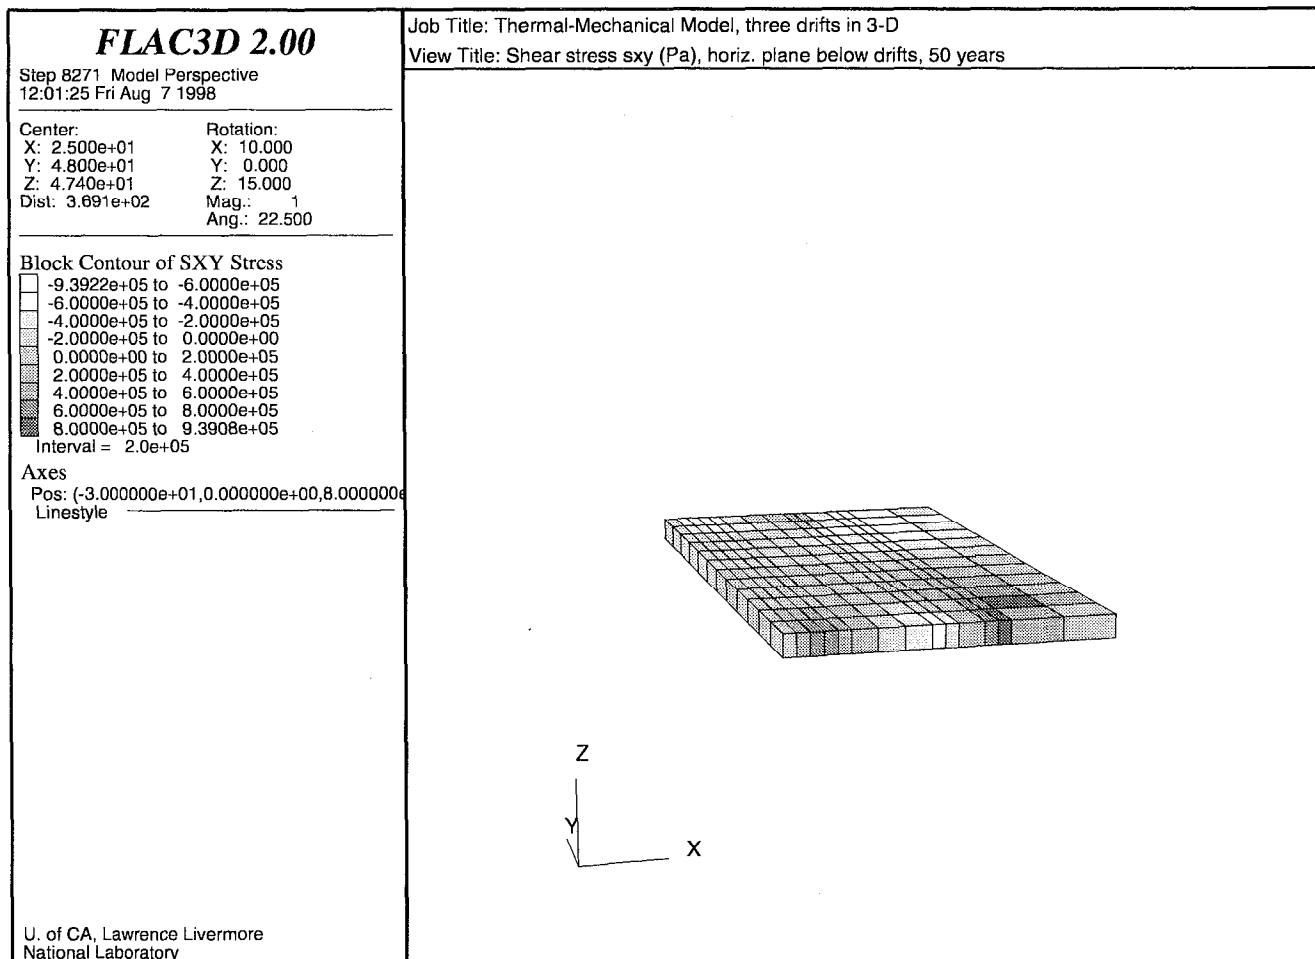 FLAC3D 2.00
Step 8271 Model Perspective
12:01:25 Fri Aug 7 1998
Center:
X: 2.500e+01
Y: 4.800e+01
Z: 4.740e+01
Dist: 3.691e+02
Rotation:
X: 10.000
Y: 0.000
Z: 15.000
Mag.: 1
Ang.: 22.500
Block Contour of SXY Stress
-9.3922e+05 to -6.0000e+05
-6.0000e+05 to -4.0000e+05
-4.0000e+05 to -2.0000e+05
-2.0000e+05 to 0.0000e+00
0.0000e+00 to 2.0000e+05
2.0000e+05 to 4.0000e+05
4.0000e+05 to 6.0000e+05
6.0000e+05 to 8.0000e+05
8.0000e+05 to 9.3908e+05
Interval = 2.0e+05
Axes
Pos: (-3.000000e+01,0.000000e+00,8.000000e
Linestyle
U. of CA, Lawrence Livermore
National Laboratory
Job Title: Thermal-Mechanical Model, three drifts in 3-D
View Title: Shear stress sxy (Pa), horiz. plane below drifts, 50 years
Z
Y
X